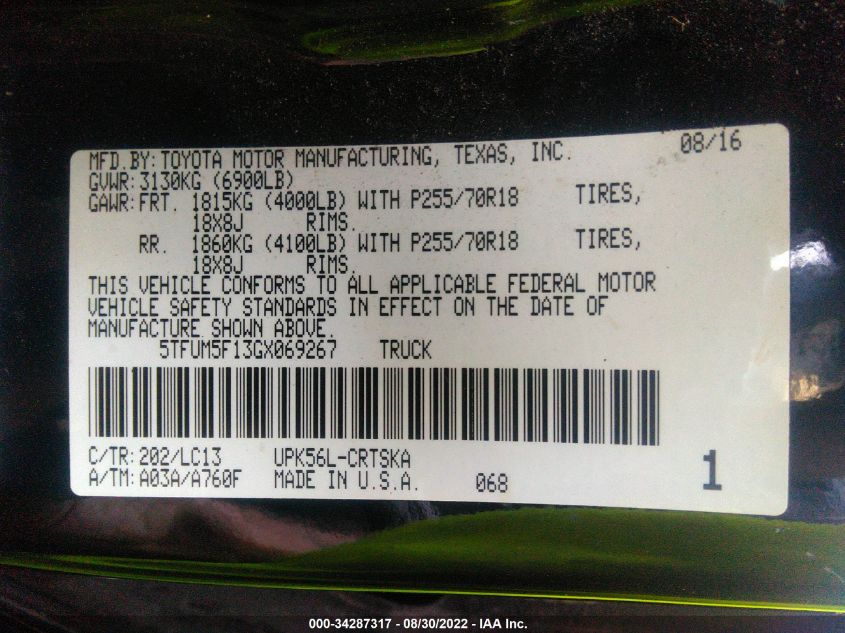 MFD.BY:TOYOTA MOTOR MANUFACTURING, TEXAS, INC. 08/16
GVWR:3130KG (6900LB)
GAWR:FRT. 1815KG (4000LB) WITH P255/70R18 TIRES,
18X8J RIMS.
RR. 1860KG (4100LB) WITH P255/70R18 TIRES,
18X8J RIMS.
THIS VEHICLE CONFORMS TO ALL APPLICABLE FEDERAL MOTOR
VEHICLE SAFETY STANDARDS IN EFFECT ON THE DATE OF
MANUFACTURE SHOWN ABOVE.
5TFUM5F13GX069267 TRUCK
C/TR:202/LC13 UPK56L-CRTSKA
A/TM:A03A/A760F MADE IN U.S.A. 068 1
000-34287317 - 08/30/2022 - IAA Inc.